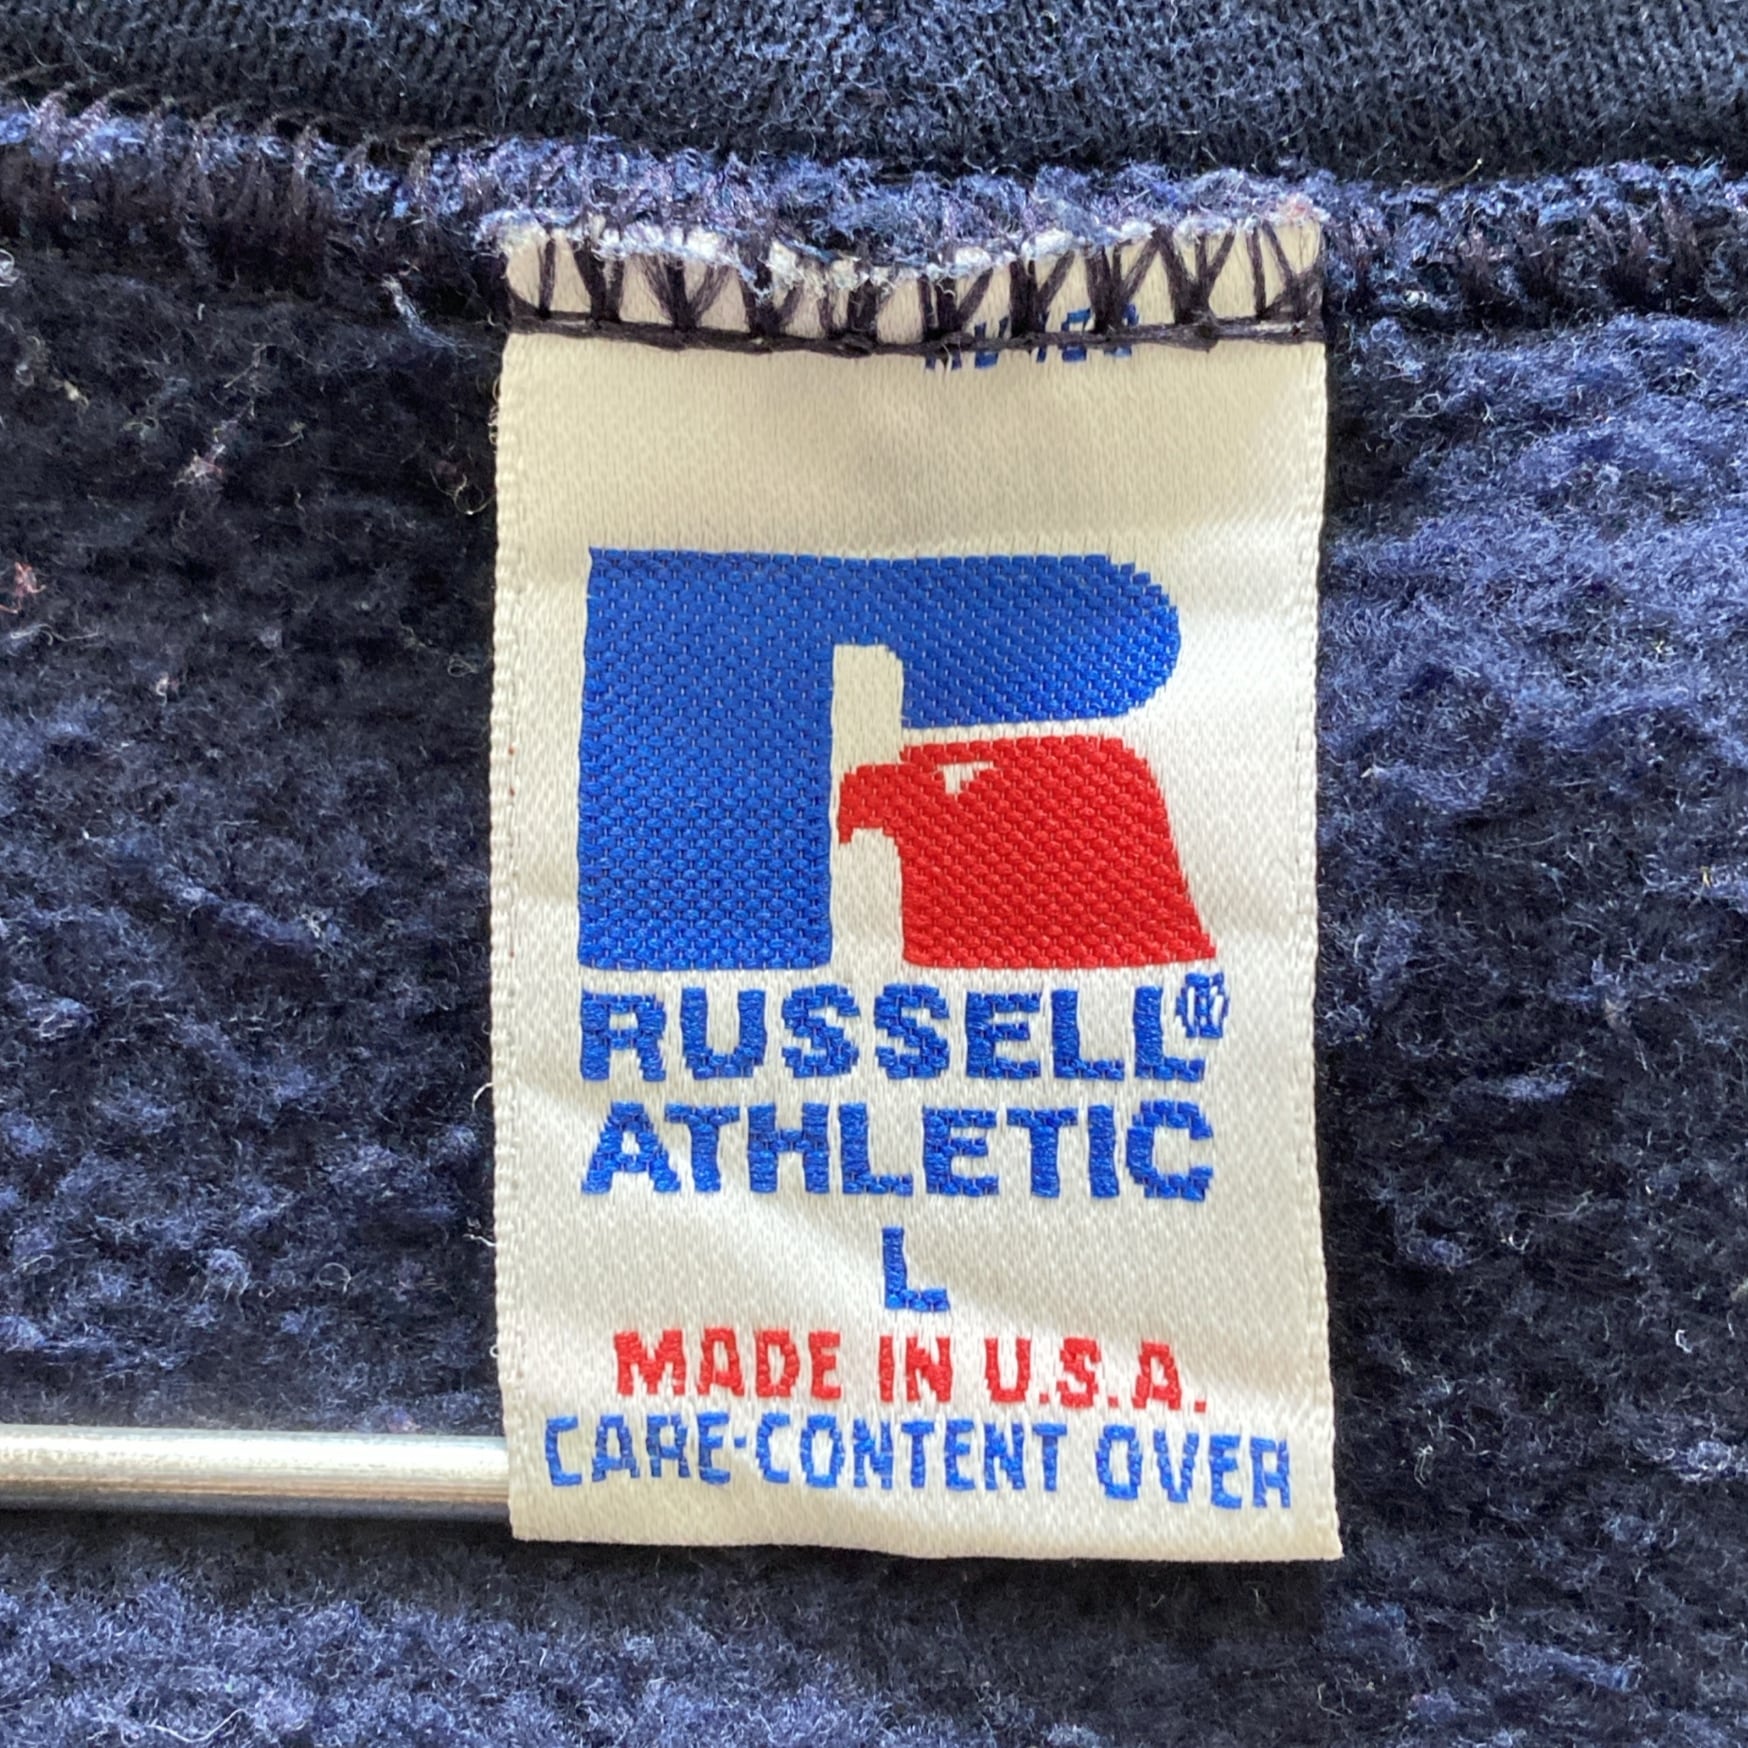 RUSSELL®
ATHLETIC
L
MADE IN U.S.A.
CARE-CONTENT OVER